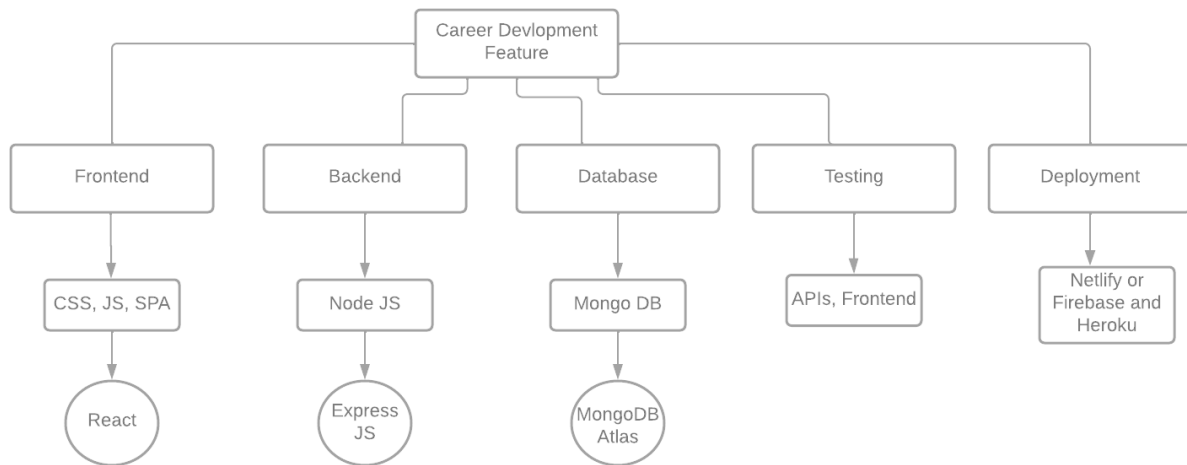 Career Devlopment
Feature
Frontend
Backend
Database
Testing
Deployment
CSS, JS, SPA
Node JS
Mongo DB
APIs, Frontend
Netlify or
Firebase and
Heroku
React
Express
JS
MongoDB
Atlas